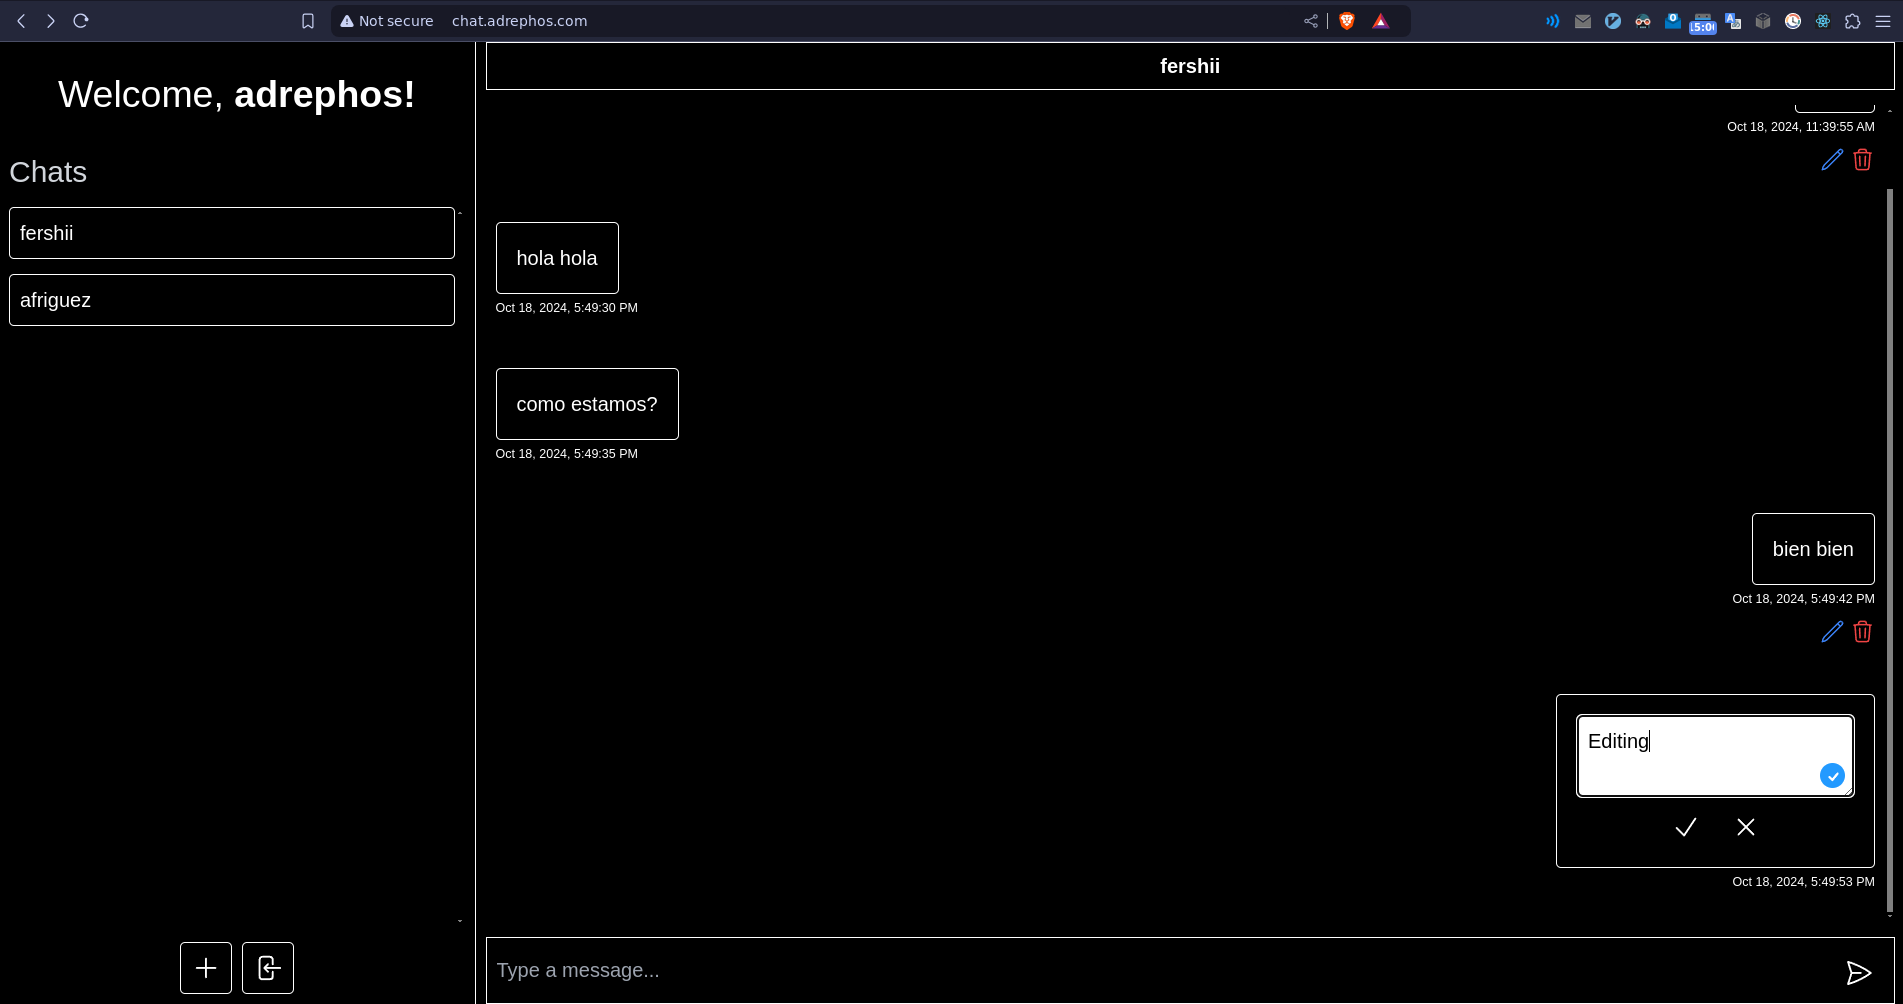 Not secure chat.adrephos.com
Welcome, adrephos!
Chats
fershii
afriguez
fershii
Oct 18, 2024, 11:39:55 AM
hola hola
Oct 18, 2024, 5:49:30 PM
como estamos?
Oct 18, 2024, 5:49:35 PM
bien bien
Oct 18, 2024, 5:49:42 PM
Editing
Oct 18, 2024, 5:49:53 PM
Type a message...